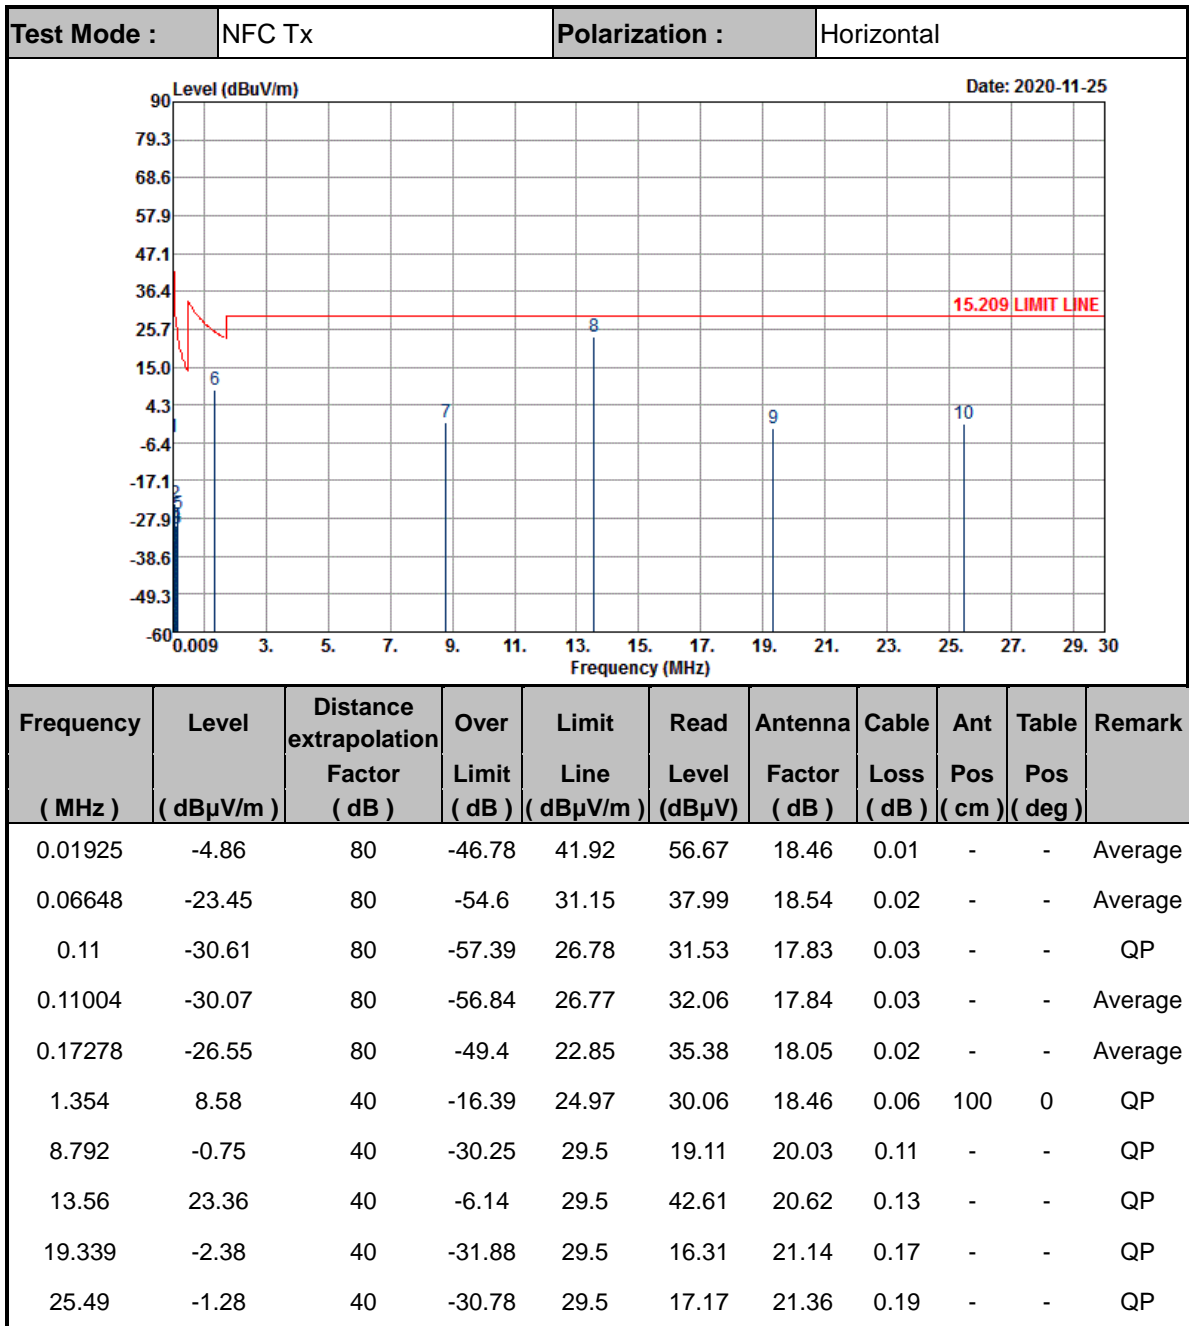 Test Mode : NFC Tx Polarization : Horizontal
Level (dBuV/m) Date: 2020-11-25
90
79.3
68.6
57.9
47.1
36.4
15.209 LIMIT LINE
25.7
8
15.0
6
4.3
7
9
10
1
-6.4
-17.1
2
5
-27.9
-38.6
-49.3
-60
0.009 3. 5. 7. 9. 11. 13. 15. 17. 19. 21. 23. 25. 27. 29. 30
Frequency (MHz)
Frequency Level Distance extrapolation Over Limit Read Antenna Cable Ant Table Remark
Factor Limit Line Level Factor Loss Pos Pos
( MHz ) ( dBµV/m ) ( dB ) ( dB ) ( dBµV/m ) (dBµV) ( dB ) ( dB ) ( cm ) ( deg )
0.01925 -4.86 80 -46.78 41.92 56.67 18.46 0.01 - - Average
0.06648 -23.45 80 -54.6 31.15 37.99 18.54 0.02 - - Average
0.11 -30.61 80 -57.39 26.78 31.53 17.83 0.03 - - QP
0.11004 -30.07 80 -56.84 26.77 32.06 17.84 0.03 - - Average
0.17278 -26.55 80 -49.4 22.85 35.38 18.05 0.02 - - Average
1.354 8.58 40 -16.39 24.97 30.06 18.46 0.06 100 0 QP
8.792 -0.75 40 -30.25 29.5 19.11 20.03 0.11 - - QP
13.56 23.36 40 -6.14 29.5 42.61 20.62 0.13 - - QP
19.339 -2.38 40 -31.88 29.5 16.31 21.14 0.17 - - QP
25.49 -1.28 40 -30.78 29.5 17.17 21.36 0.19 - - QP